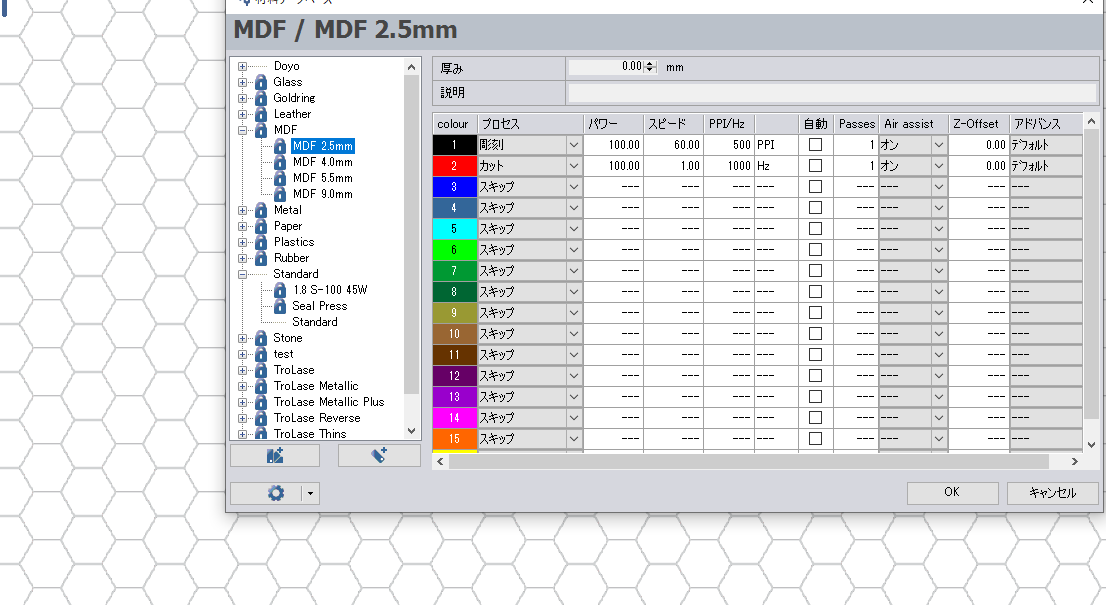 材料データベース
MDF / MDF 2.5mm
Doyo
Glass
Goldring
Leather
MDF
MDF 2.5mm
MDF 4.0mm
MDF 5.5mm
MDF 9.0mm
Metal
Paper
Plastics
Rubber
Standard
1.8 S-100 45W
Seal Press
Standard
Stone
test
TroLase
TroLase Metallic
TroLase Metallic Plus
TroLase Reverse
TroLase Thins
厚み 0.00 mm
説明
colour プロセス パワー スピード PPI/Hz 自動 Passes Air assist Z-Offset アドバンス
1 彫刻 100.00 60.00 500 PPI 1 オン 0.00 デフォルト
2 カット 100.00 1.00 1000 Hz 1 オン 0.00 デフォルト
3 スキップ --- --- --- --- --- --- --- ---
4 スキップ --- --- --- --- --- --- --- ---
5 スキップ --- --- --- --- --- --- --- ---
6 スキップ --- --- --- --- --- --- --- ---
7 スキップ --- --- --- --- --- --- --- ---
8 スキップ --- --- --- --- --- --- --- ---
9 スキップ --- --- --- --- --- --- --- ---
10 スキップ --- --- --- --- --- --- --- ---
11 スキップ --- --- --- --- --- --- --- ---
12 スキップ --- --- --- --- --- --- --- ---
13 スキップ --- --- --- --- --- --- --- ---
14 スキップ --- --- --- --- --- --- --- ---
15 スキップ --- --- --- --- --- --- --- ---
OK キャンセル